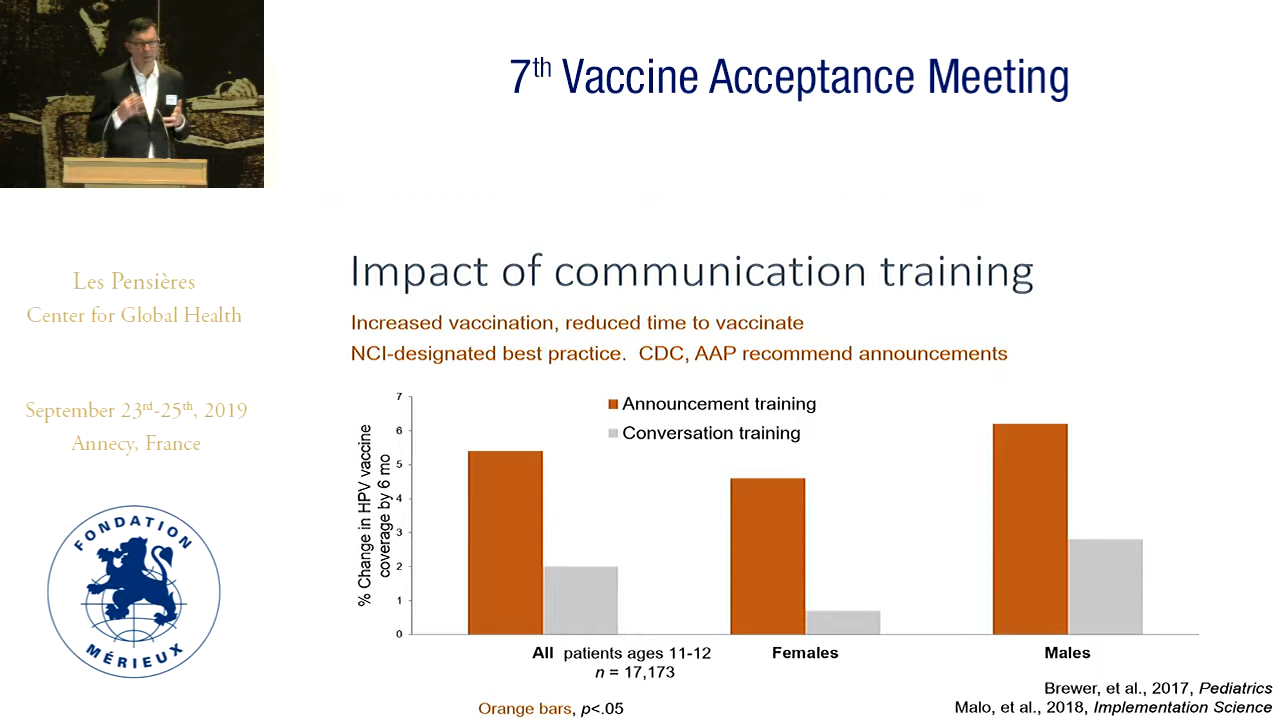 7th Vaccine Acceptance Meeting
Les Pensières
Center for Global Health
September 23rd-25th, 2019
Annecy, France
FONDATION
MÉRIEUX
Impact of communication training
Increased vaccination, reduced time to vaccinate
NCI-designated best practice. CDC, AAP recommend announcements
% Change in HPV vaccine
coverage by 6 mo
7
6
5
4
3
2
1
0
Announcement training
Conversation training
All patients ages 11-12
n = 17,173
Females
Males
Orange bars, p<.05
Brewer, et al., 2017, Pediatrics
Malo, et al., 2018, Implementation Science